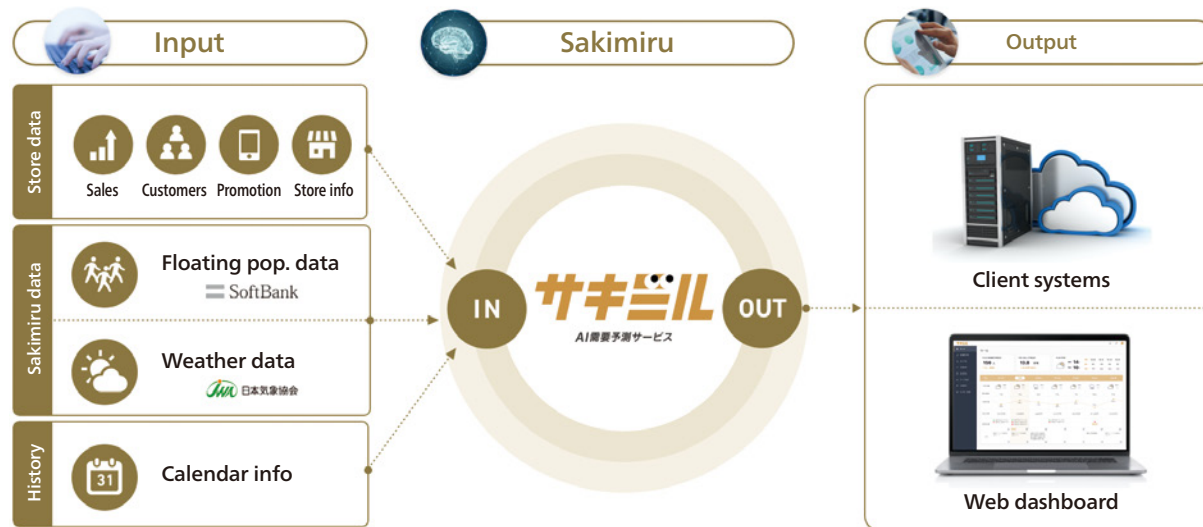 Input
Sakimiru
Output
Store data
Sales
Customers
Promotion
Store info
Sakimiru data
Floating pop. data
SoftBank
Weather data
JWA 日本気象協会
History
31
Calendar info
IN
サキミル
AI需要予測サービス
OUT
Client systems
Web dashboard